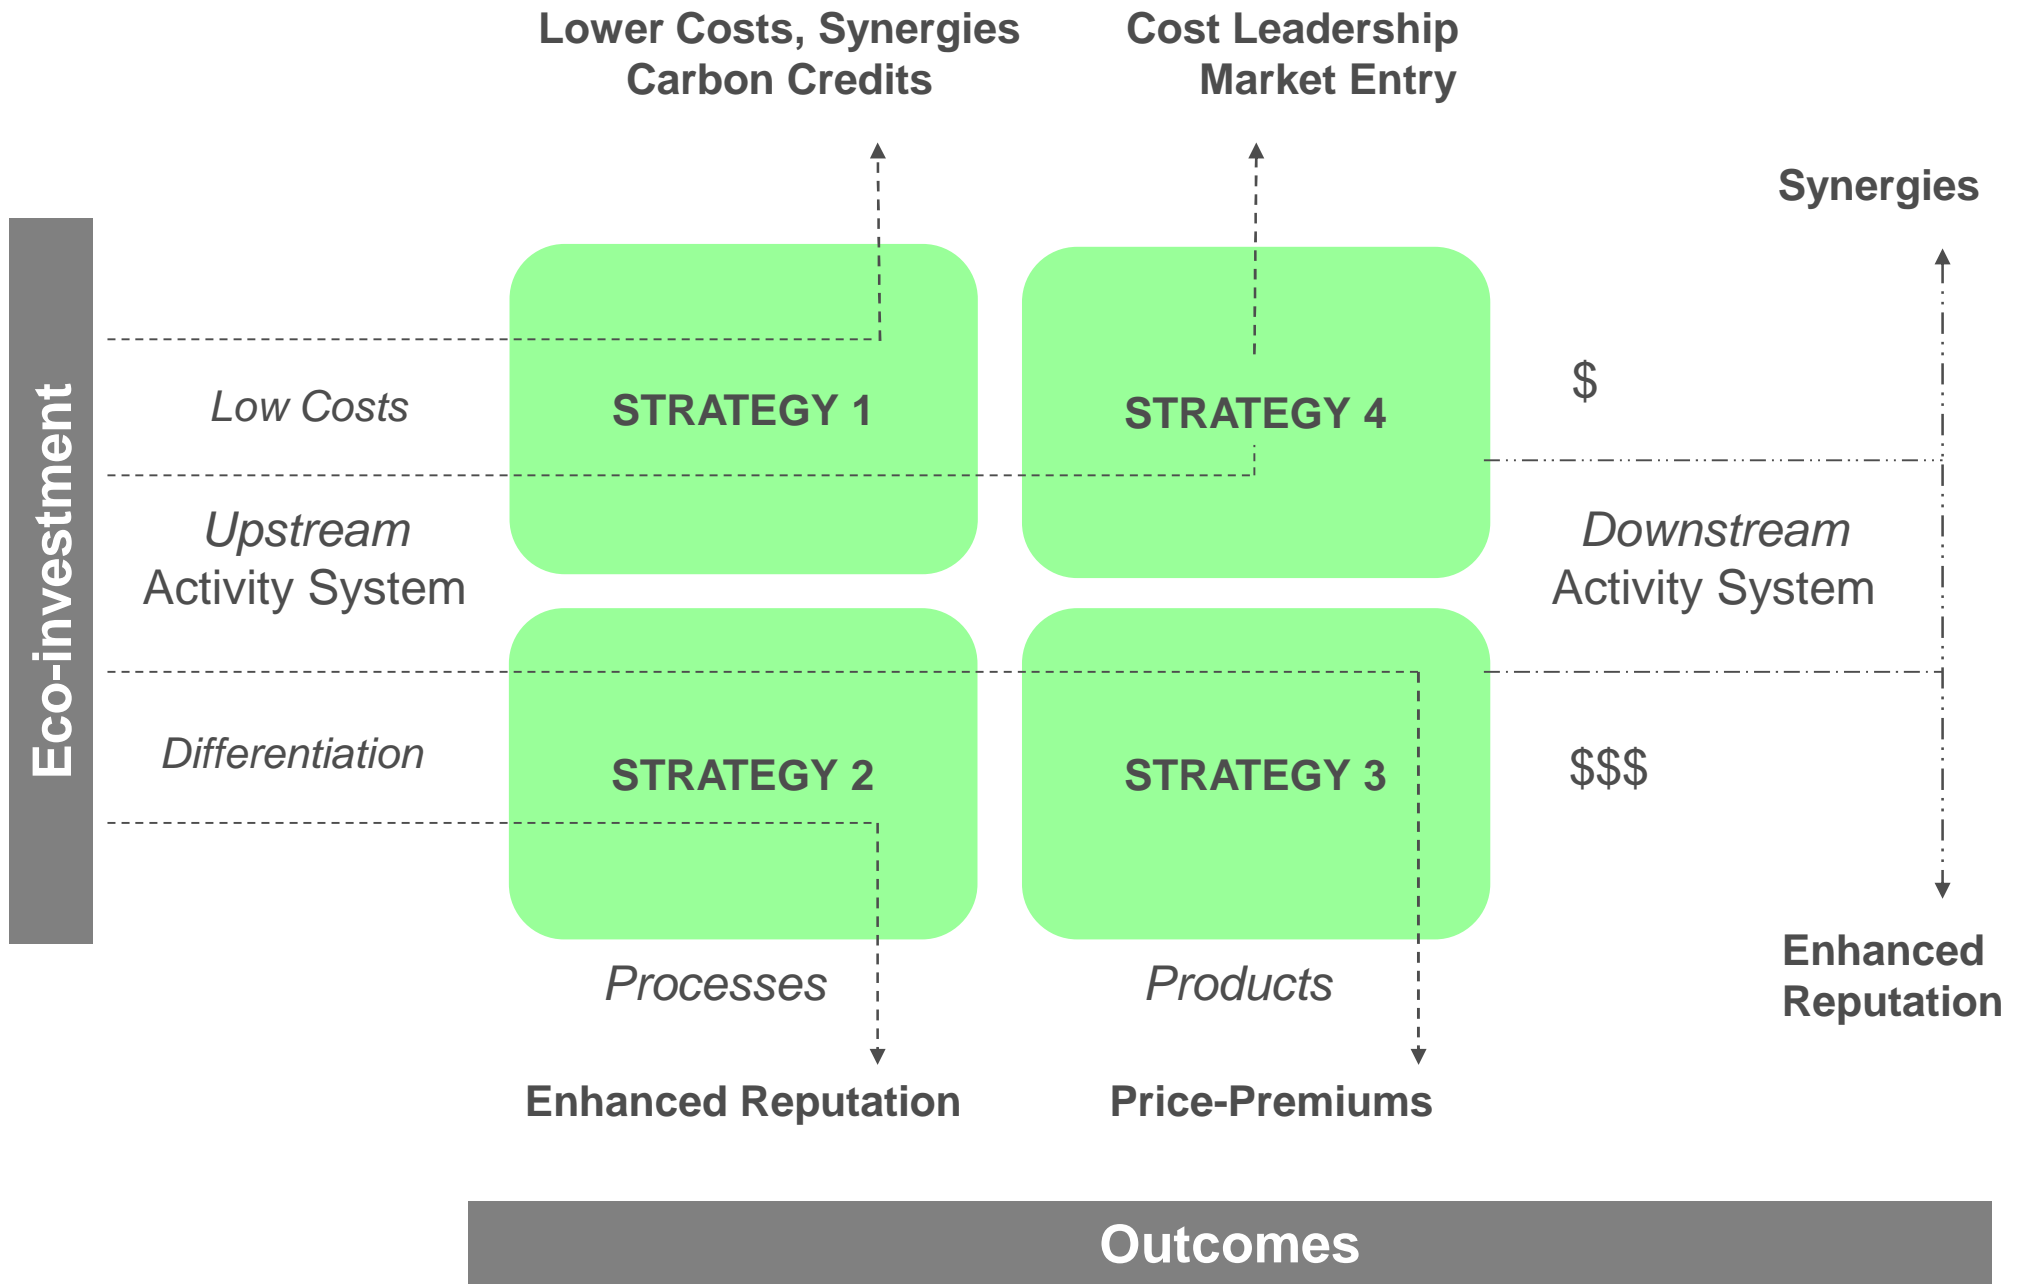 Lower Costs, Synergies
Carbon Credits
Cost Leadership
Market Entry
Synergies
Eco-investment
Low Costs
STRATEGY 1
STRATEGY 4
$
Upstream
Activity System
Downstream
Activity System
Differentiation
STRATEGY 2
STRATEGY 3
$$$
Processes
Products
Enhanced
Reputation
Enhanced Reputation
Price-Premiums
Outcomes